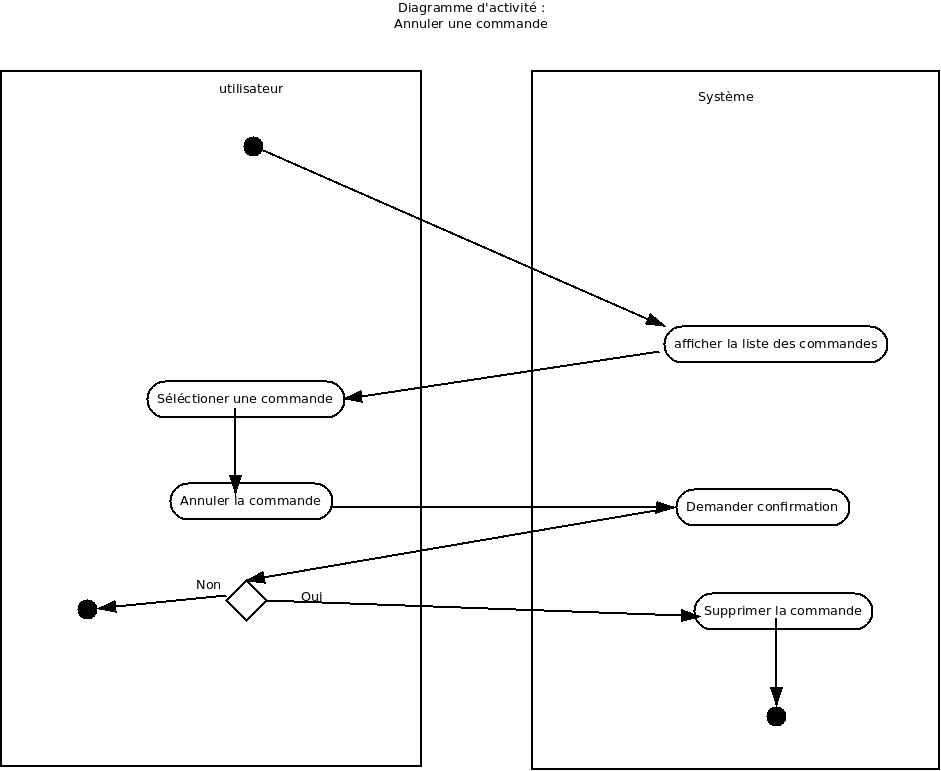 Diagramme d'activité :
Annuler une commande
utilisateur
Système
afficher la liste des commandes
Séléctioner une commande
Annuler la commande
Demander confirmation
Non
Oui
Supprimer la commande